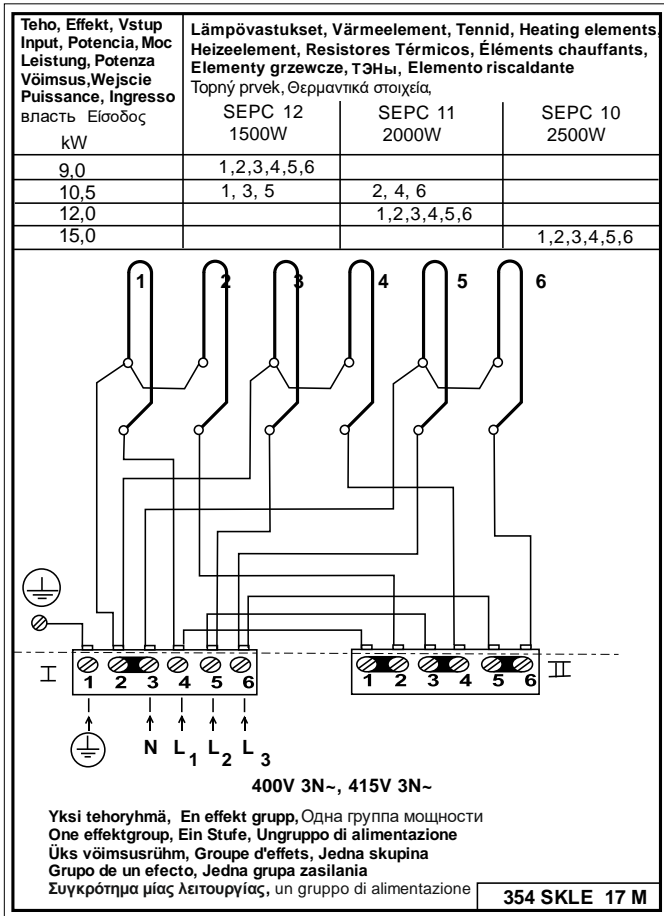 Teho, Effekt, Vstup
Input, Potencia, Moc
Leistung, Potenza
Vöimsus,Wejscie
Puissance, Ingresso
власть Είσοδος
kW
Lämpövastukset, Värmeelement, Tennid, Heating elements,
Heizeelement, Resistores Térmicos, Éléments chauffants,
Elementy grzewcze, ТЭНы, Elemento riscaldante
Topný prvek, Θερμαντικά στοιχεία,
SEPC 12 SEPC 11 SEPC 10
1500W 2000W 2500W
9,0 1,2,3,4,5,6
10,5 1, 3, 5 2, 4, 6
12,0 1,2,3,4,5,6
15,0 1,2,3,4,5,6
1 2 3 4 5 6
I 1 2 3 4 5 6 1 2 3 4 5 6 II
N L1 L2 L3
400V 3N~, 415V 3N~
Yksi tehoryhmä, En effekt grupp, Одна группа мощности
One effektgroup, Ein Stufe, Ungruppo di alimentazione
Üks vöimsusrühm, Groupe d'effets, Jedna skupina
Grupo de un efecto, Jedna grupa zasilania
Συγκρότημα μίας λειτουργίας, un gruppo di alimentazione
354 SKLE 17 M